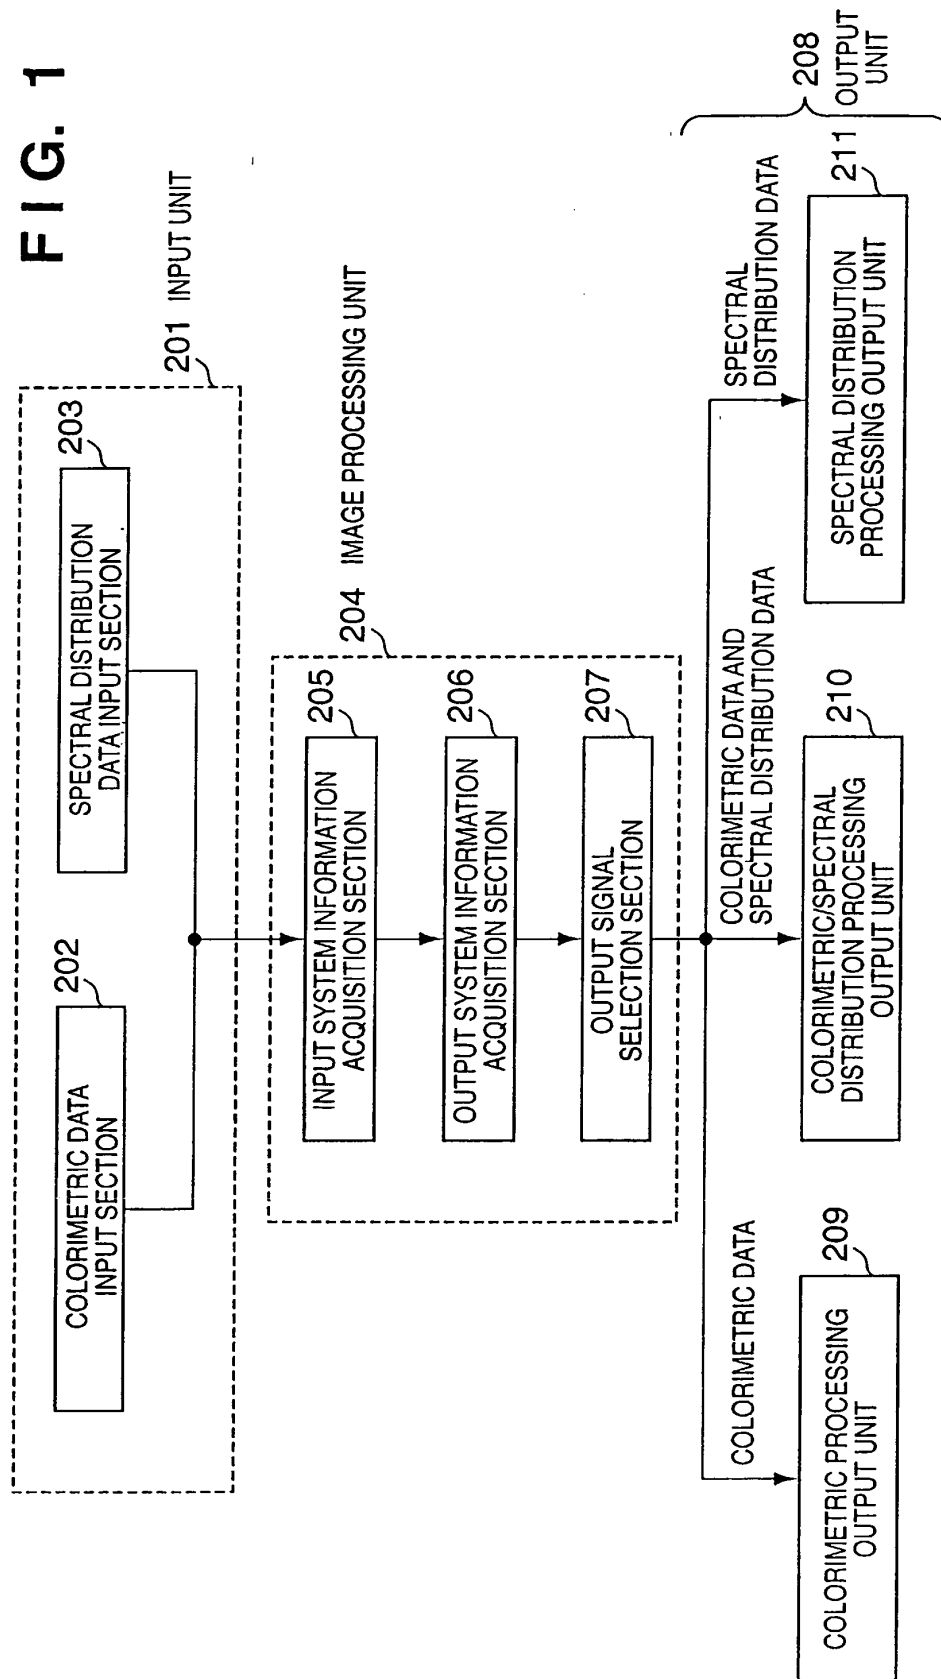 FIG. 1
201 INPUT UNIT
202
COLORIMETRIC DATA
INPUT SECTION
203
SPECTRAL DISTRIBUTION
DATA INPUT SECTION
204 IMAGE PROCESSING UNIT
205
INPUT SYSTEM INFORMATION
ACQUISITION SECTION
206
OUTPUT SYSTEM INFORMATION
ACQUISITION SECTION
207
OUTPUT SIGNAL
SELECTION SECTION
COLORIMETRIC DATA
COLORIMETRIC DATA AND
SPECTRAL DISTRIBUTION DATA
SPECTRAL
DISTRIBUTION DATA
208 OUTPUT
UNIT
209
COLORIMETRIC PROCESSING
OUTPUT UNIT
210
COLORIMETRIC/SPECTRAL
DISTRIBUTION PROCESSING
OUTPUT UNIT
211
SPECTRAL DISTRIBUTION
PROCESSING OUTPUT UNIT